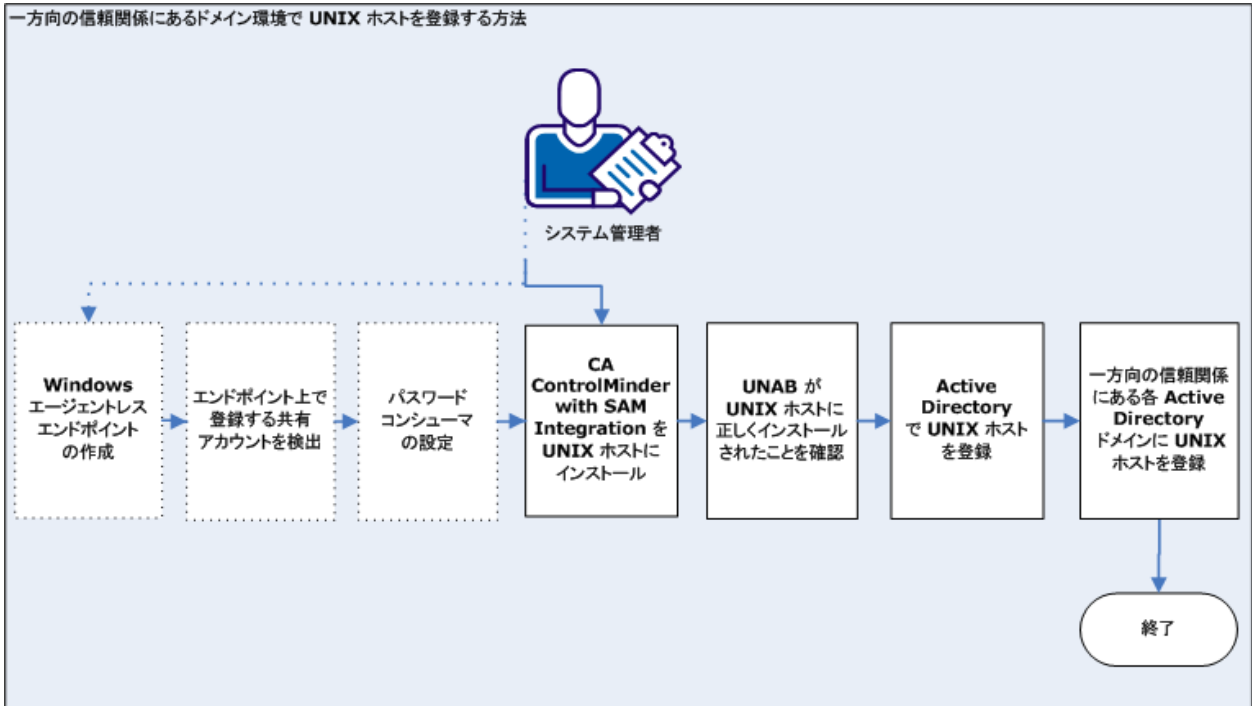 一方向の信頼関係にあるドメイン環境で UNIX ホストを登録する方法
システム管理者
Windows
エージェントレス
エンドポイント
の作成
エンドポイント上で
登録する共有
アカウントを検出
パスワード
コンシューマ
の設定
CA
ControlMinder
with SAM
Integration を
UNIX ホストに
インストール
UNAB が
UNIX ホストに
正しくインストール
されたことを確認
Active
Directory
で UNIX ホスト
を登録
一方向の信頼関係
にある各 Active
Directory
ドメインに UNIX
ホストを登録
終了